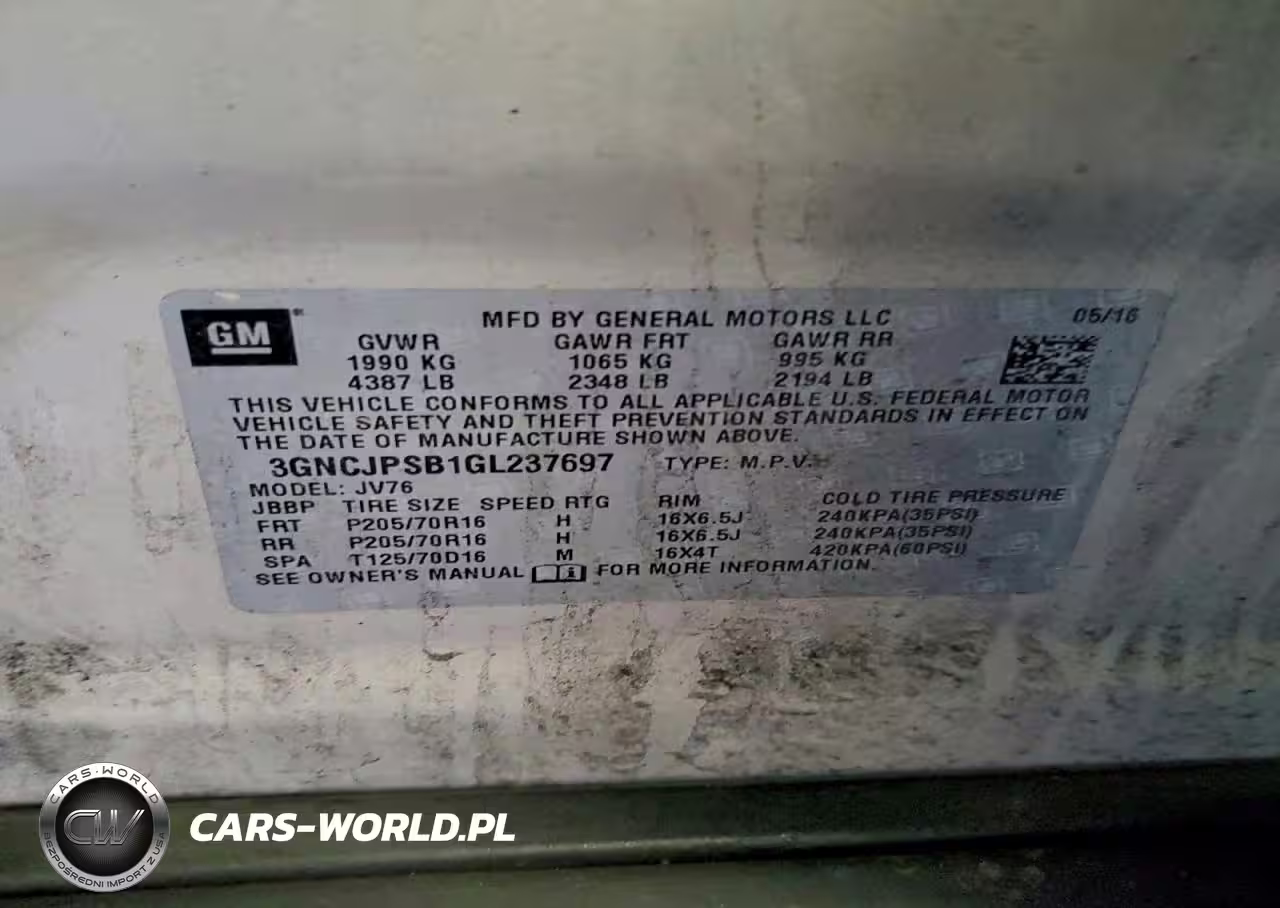 GM
MFD BY GENERAL MOTORS LLC 05/16
GVWR GAWR FRT GAWR RR
1990 KG 1065 KG 995 KG
4387 LB 2348 LB 2194 LB
THIS VEHICLE CONFORMS TO ALL APPLICABLE U.S. FEDERAL MOTOR
VEHICLE SAFETY AND THEFT PREVENTION STANDARDS IN EFFECT ON
THE DATE OF MANUFACTURE SHOWN ABOVE.
3GNCJPSB1GL237697 TYPE: M.P.V.
MODEL: JV76
JBBP TIRE SIZE SPEED RTG RIM COLD TIRE PRESSURE
FRT P205/70R16 H 16X6.5J 240KPA(35PSI)
RR P205/70R16 H 16X6.5J 240KPA(35PSI)
SPA T125/70D16 M 16X4T 420KPA(60PSI)
SEE OWNER'S MANUAL FOR MORE INFORMATION.
CARS-WORLD
CW
BEZPOŚREDNI IMPORT Z USA
CARS-WORLD.PL